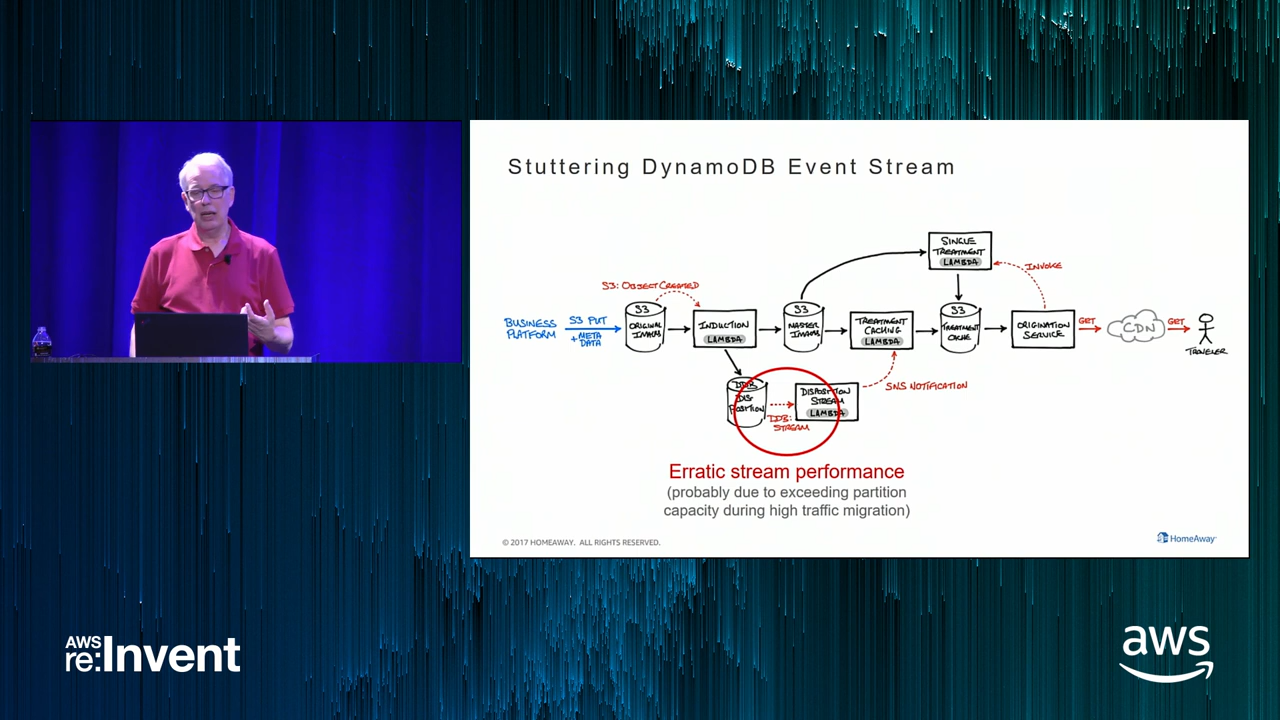 Stuttering DynamoDB Event Stream
SINGLE
TREATMENT
LAMBDA
INVOKE
S3: OBJECT CREATED
BUSINESS
PLATFORM
S3 PUT
+ META
DATA
S3
ORIGINAL
IMAGES
INDUCTION
LAMBDA
S3
MASTER
IMAGES
TREATMENT
CACHING
LAMBDA
S3
TREATMENT
CACHE
ORIGINATION
SERVICE
GET
CDN
GET
TRAVELER
DDB
DIS-
POSITION
DDB:
STREAM
DISPOSITION
STREAM
LAMBDA
SNS NOTIFICATION
Erratic stream performance
(probably due to exceeding partition
capacity during high traffic migration)
© 2017 HOMEAWAY. ALL RIGHTS RESERVED.
HomeAway
AWS
re:Invent
aws